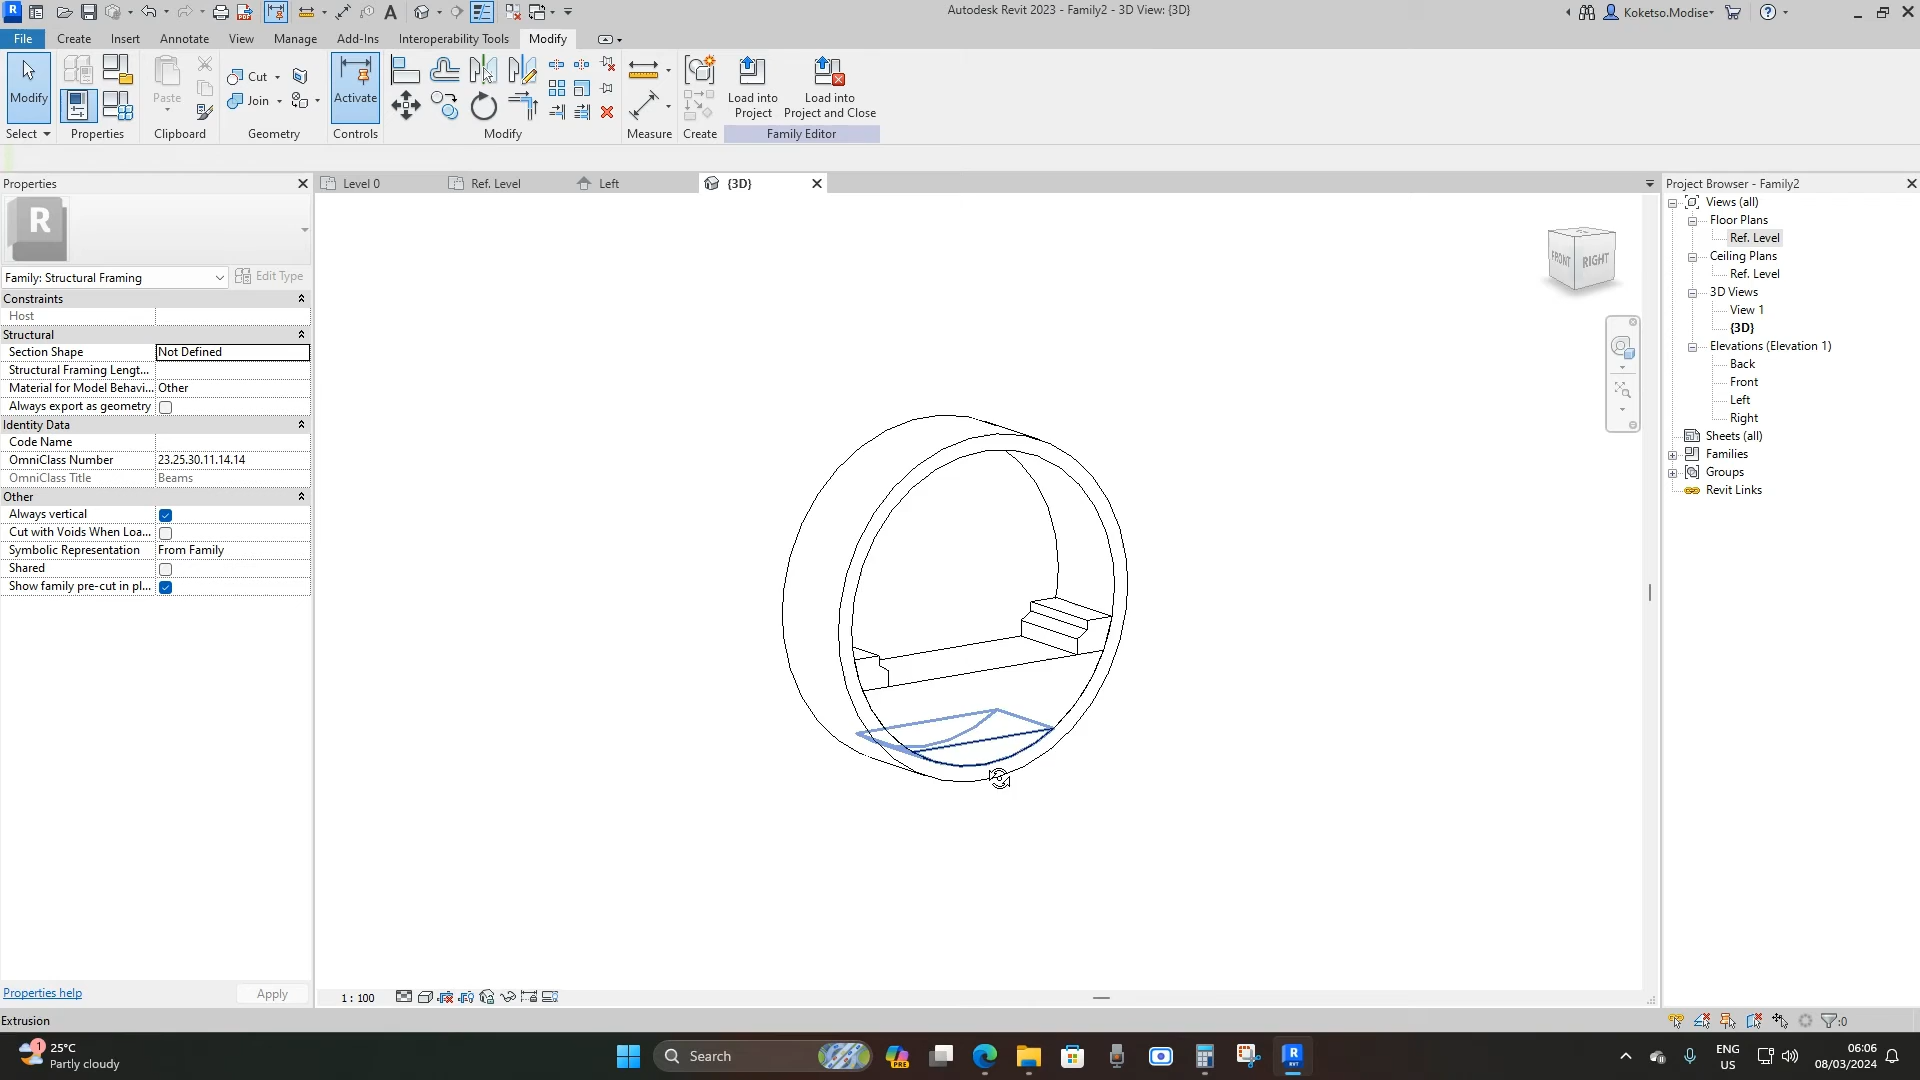 Autodesk Revit 2023 - Family2 - 3D View: {3D}
Koketso.Modise
File Create Insert Annotate View Manage Add-Ins Interoperability Tools Modify
Modify
Paste
Cut
Join
Activate
Load into
Project
Load into
Project and Close
Select Properties Clipboard Geometry Controls Modify Measure Create Family Editor
Properties
Level 0
Ref. Level
Left
{3D}
Project Browser - Family2
R
Family: Structural Framing
Edit Type
Constraints
Host
Structural
Section Shape Not Defined
Structural Framing Lengt...
Material for Model Behavi... Other
Always export as geometry
Identity Data
Code Name
OmniClass Number 23.25.30.11.14.14
OmniClass Title Beams
Other
Always vertical
Cut with Voids When Loa...
Symbolic Representation From Family
Shared
Show family pre-cut in pl...
Properties help
Apply
FRONT
RIGHT
Views (all)
Floor Plans
Ref. Level
Ceiling Plans
Ref. Level
3D Views
View 1
{3D}
Elevations (Elevation 1)
Back
Front
Left
Right
Sheets (all)
Families
Groups
Revit Links
1 : 100
Extrusion
:0
1
25°C
Partly cloudy
Search
PRE
R
ENG
US
06:06
08/03/2024